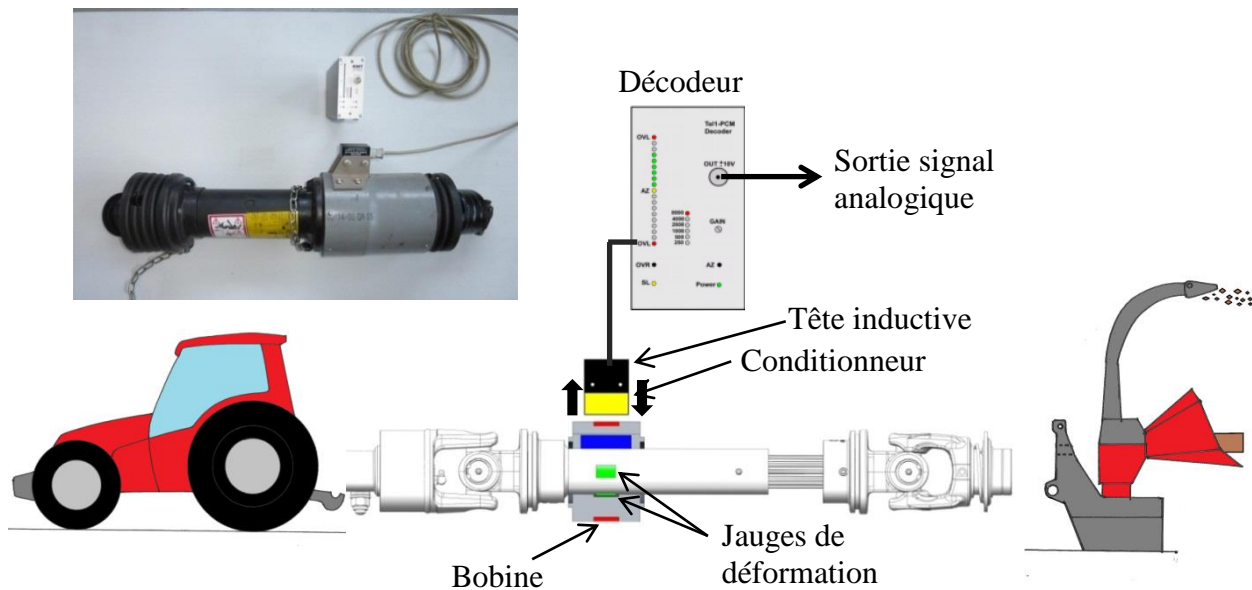 Décodeur
Tel1-PCM
Decoder
OVL
OUT ±10V
AZ
8000
4000
2000
1000
500
250
GAIN
OVL
OVR
AZ
SL
Power
Sortie signal
analogique
Tête inductive
Conditionneur
Bobine
Jauges de
déformation